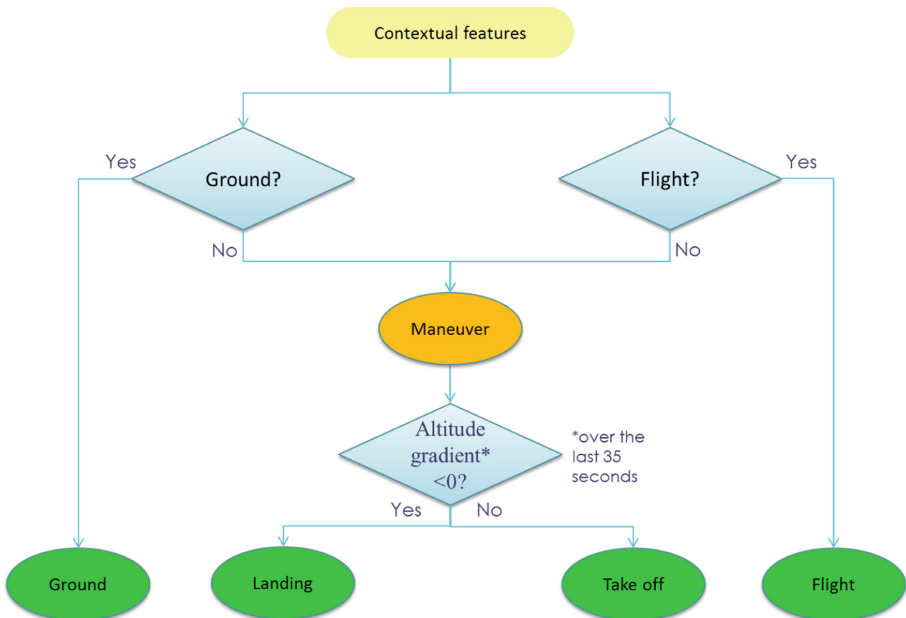 Contextual features
Yes
Ground?
Flight?
Yes
No
No
Maneuver
Altitude
gradient*
<0?
*over the
last 35
seconds
Yes
No
Ground
Landing
Take off
Flight